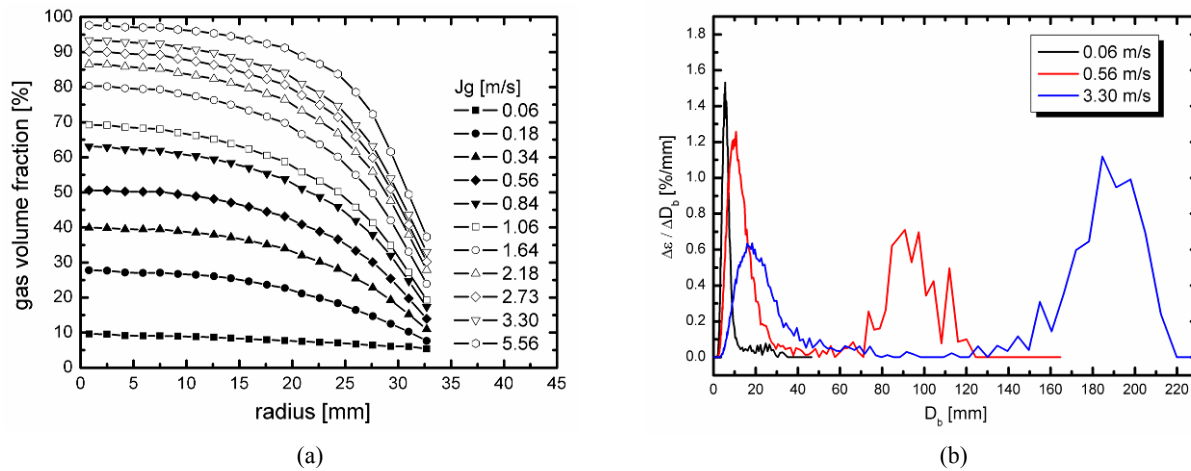 gas volume fraction [%]
100
90
80
70
60
50
40
30
20
10
0
0 5 10 15 20 25 30 35 40 45
radius [mm]
Jg [m/s]
0.06
0.18
0.34
0.56
0.84
1.06
1.64
2.18
2.73
3.30
5.56
(a)
Δε / ΔD_b [%/mm]
1.8
1.6
1.4
1.2
1.0
0.8
0.6
0.4
0.2
0.0
0 20 40 60 80 100 120 140 160 180 200 220
D_b [mm]
0.06 m/s
0.56 m/s
3.30 m/s
(b)